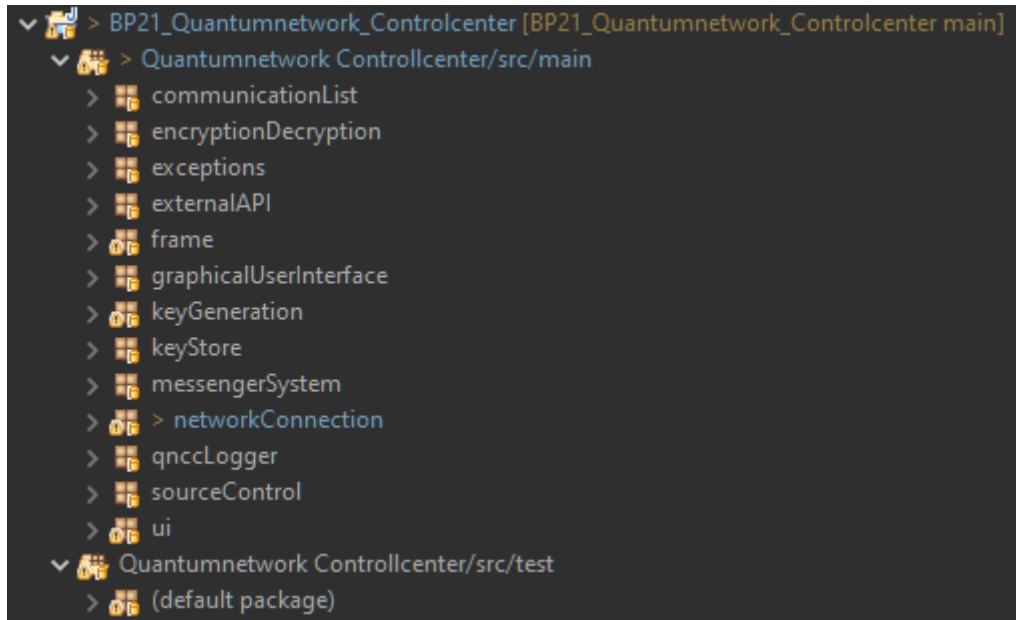 > BP21_Quantumnetwork_Controlcenter [BP21_Quantumnetwork_Controlcenter main]
> Quantumnetwork Controllcenter/src/main
communicationList
encryptionDecryption
exceptions
externalAPI
frame
graphicalUserInterface
keyGeneration
keyStore
messengerSystem
> networkConnection
qnccLogger
sourceControl
ui
Quantumnetwork Controllcenter/src/test
(default package)